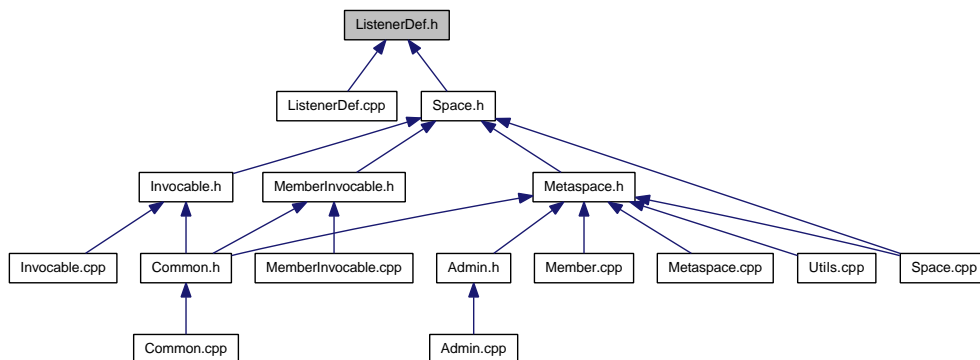 ListenerDef.h
ListenerDef.cpp
Space.h
Invocable.h
MemberInvocable.h
Metaspace.h
Invocable.cpp
Common.h
MemberInvocable.cpp
Admin.h
Member.cpp
Metaspace.cpp
Utils.cpp
Space.cpp
Common.cpp
Admin.cpp